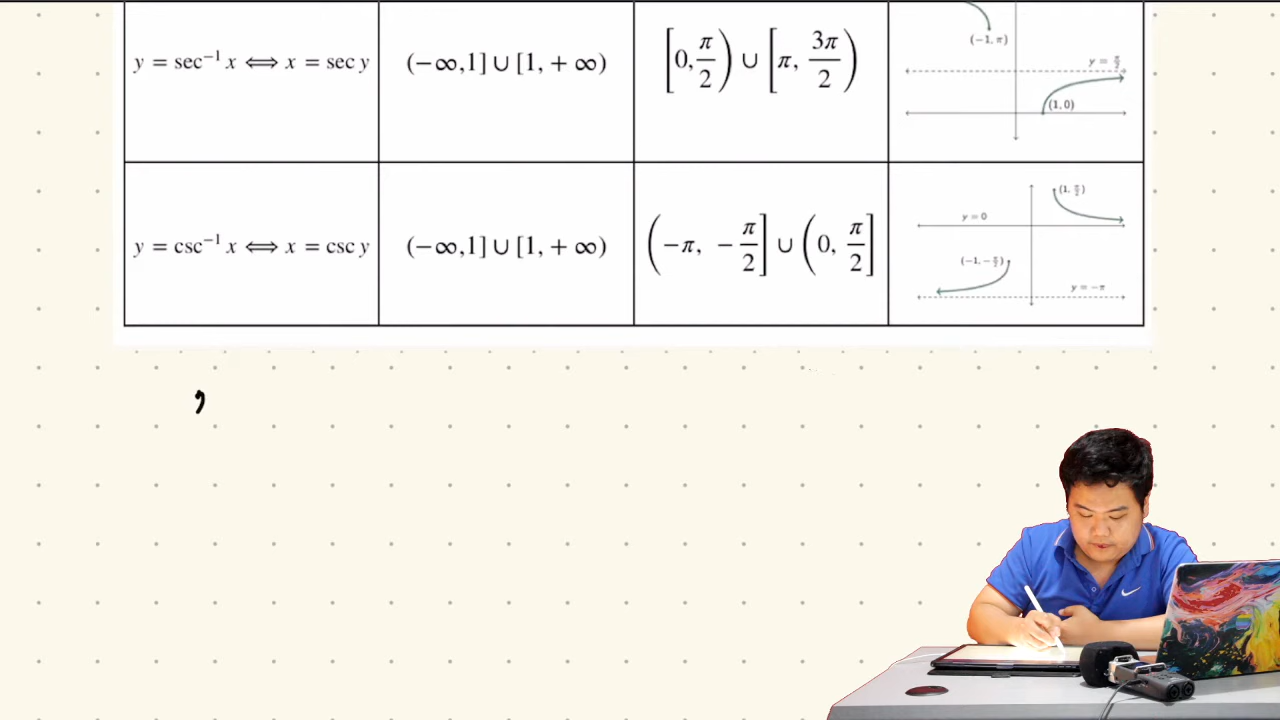 y = sec⁻¹ x ⟺ x = sec y
(−∞,1] ∪ [1, + ∞)
[0, π/2) ∪ [π, 3π/2)
(−1, π)
y = π/2
(1, 0)
y = csc⁻¹ x ⟺ x = csc y
(−∞,1] ∪ [1, + ∞)
(−π, −π/2] ∪ (0, π/2]
(1, π/2)
y = 0
(−1, −π/2)
y = −π
,